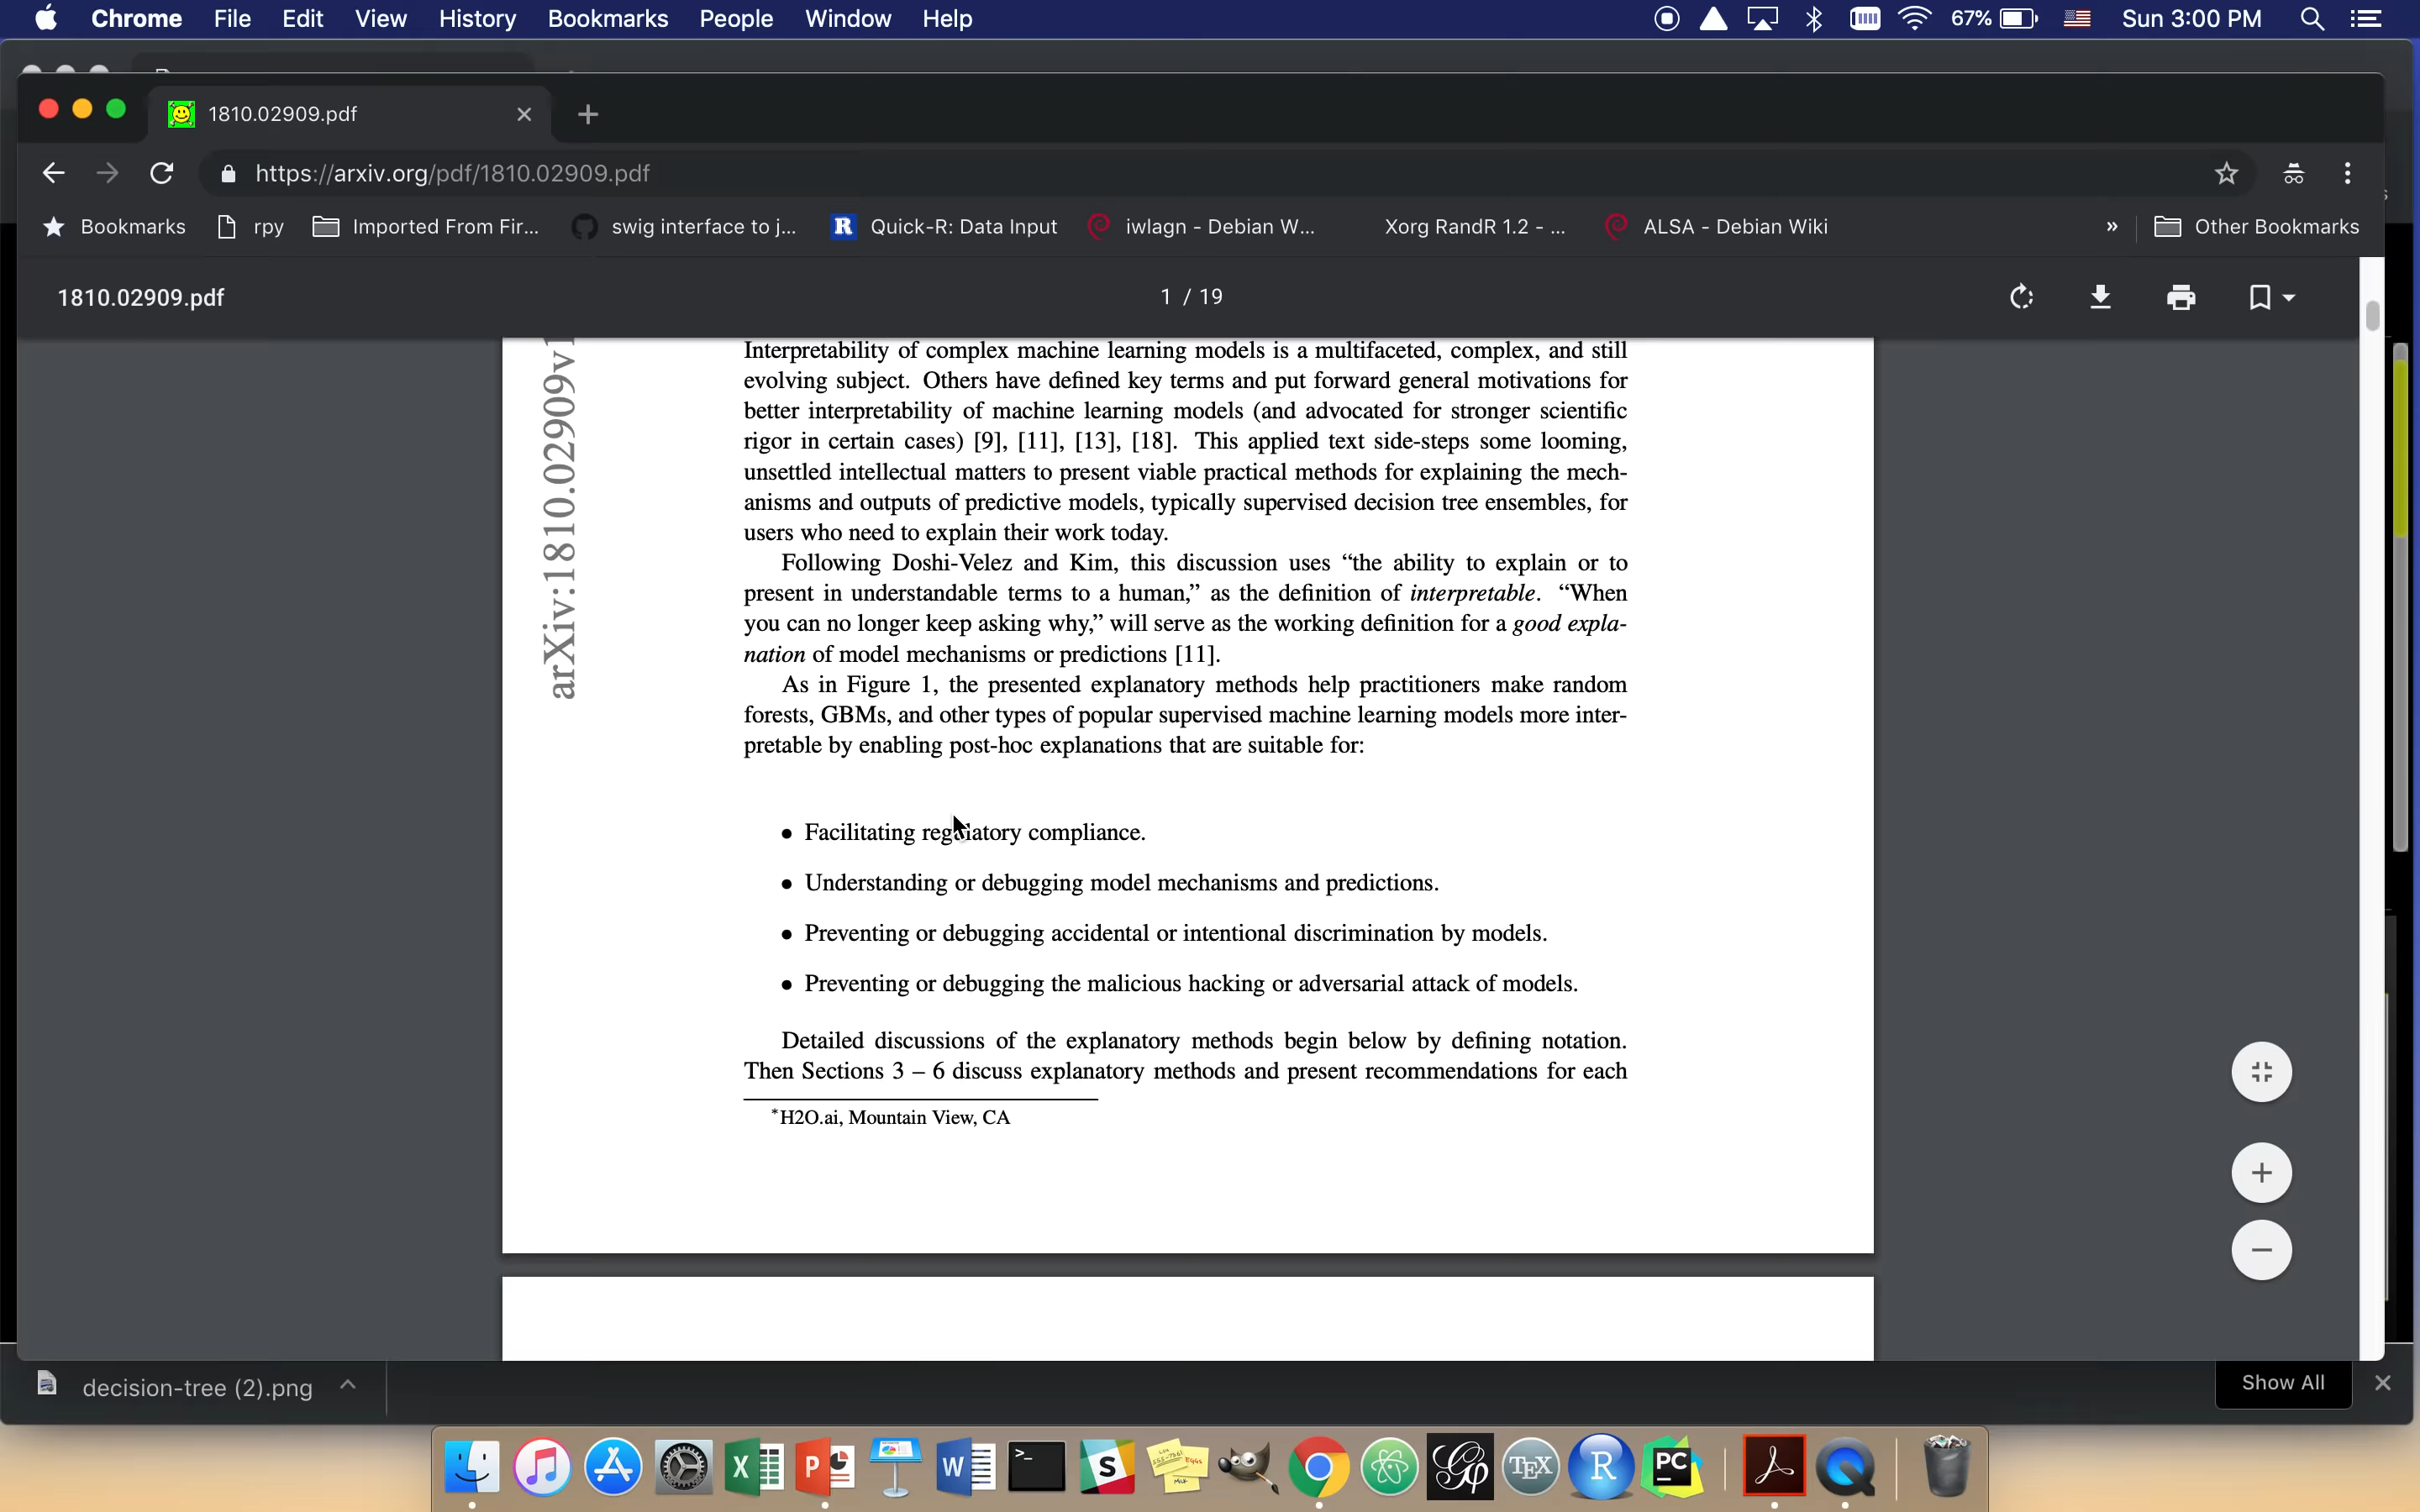 Chrome File Edit View History Bookmarks People Window Help 67% Sun 3:00 PM
1810.02909.pdf
https://arxiv.org/pdf/1810.02909.pdf
Bookmarks rpy Imported From Fir... swig interface to j... R Quick-R: Data Input iwlagn - Debian W... Xorg RandR 1.2 - ... ALSA - Debian Wiki » Other Bookmarks
1810.02909.pdf 1 / 19
arXiv:1810.02909v1
Interpretability of complex machine learning models is a multifaceted, complex, and still
evolving subject. Others have defined key terms and put forward general motivations for
better interpretability of machine learning models (and advocated for stronger scientific
rigor in certain cases) [9], [11], [13], [18]. This applied text side-steps some looming,
unsettled intellectual matters to present viable practical methods for explaining the mech-
anisms and outputs of predictive models, typically supervised decision tree ensembles, for
users who need to explain their work today.
Following Doshi-Velez and Kim, this discussion uses “the ability to explain or to
present in understandable terms to a human,” as the definition of interpretable. “When
you can no longer keep asking why,” will serve as the working definition for a good expla-
nation of model mechanisms or predictions [11].
As in Figure 1, the presented explanatory methods help practitioners make random
forests, GBMs, and other types of popular supervised machine learning models more inter-
pretable by enabling post-hoc explanations that are suitable for:
• Facilitating regulatory compliance.
• Understanding or debugging model mechanisms and predictions.
• Preventing or debugging accidental or intentional discrimination by models.
• Preventing or debugging the malicious hacking or adversarial attack of models.
Detailed discussions of the explanatory methods begin below by defining notation.
Then Sections 3 – 6 discuss explanatory methods and present recommendations for each
*H2O.ai, Mountain View, CA
decision-tree (2).png Show All
X P W >_ S TEX R PC